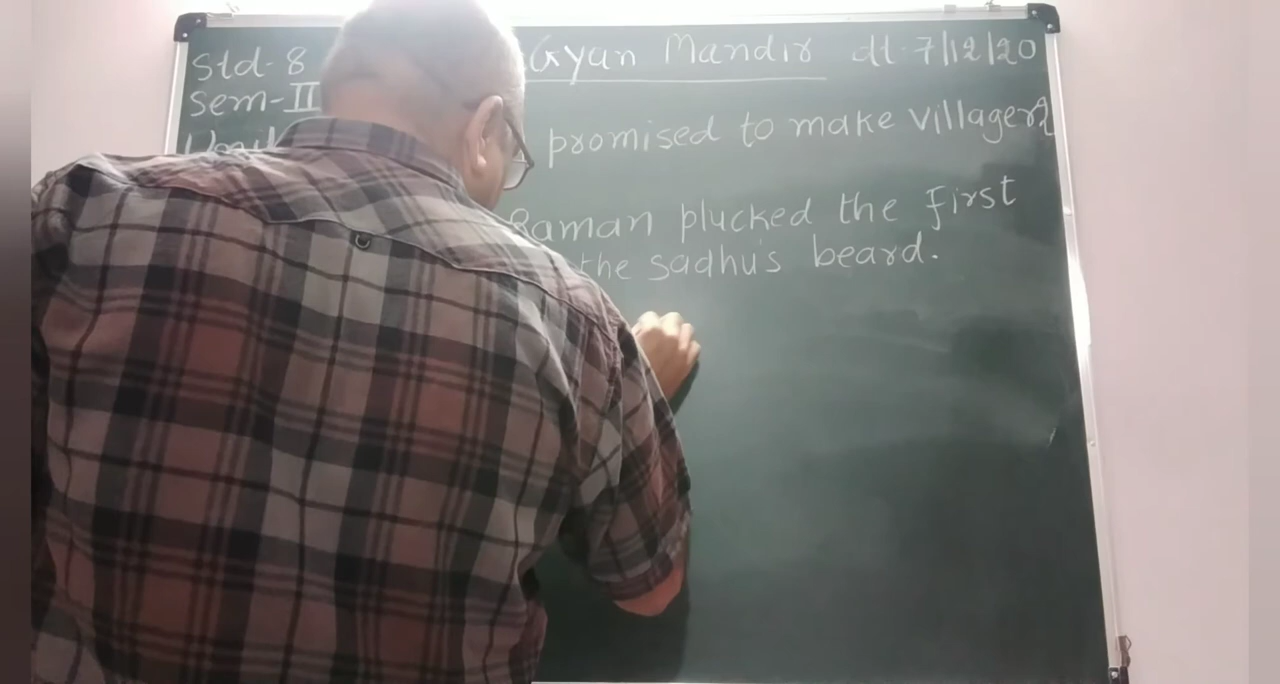 Std-8 Gyan Mandir dt-7/12/20
Sem-II
Unit promised to make villagers
Raman plucked the first
the sadhu's beard.